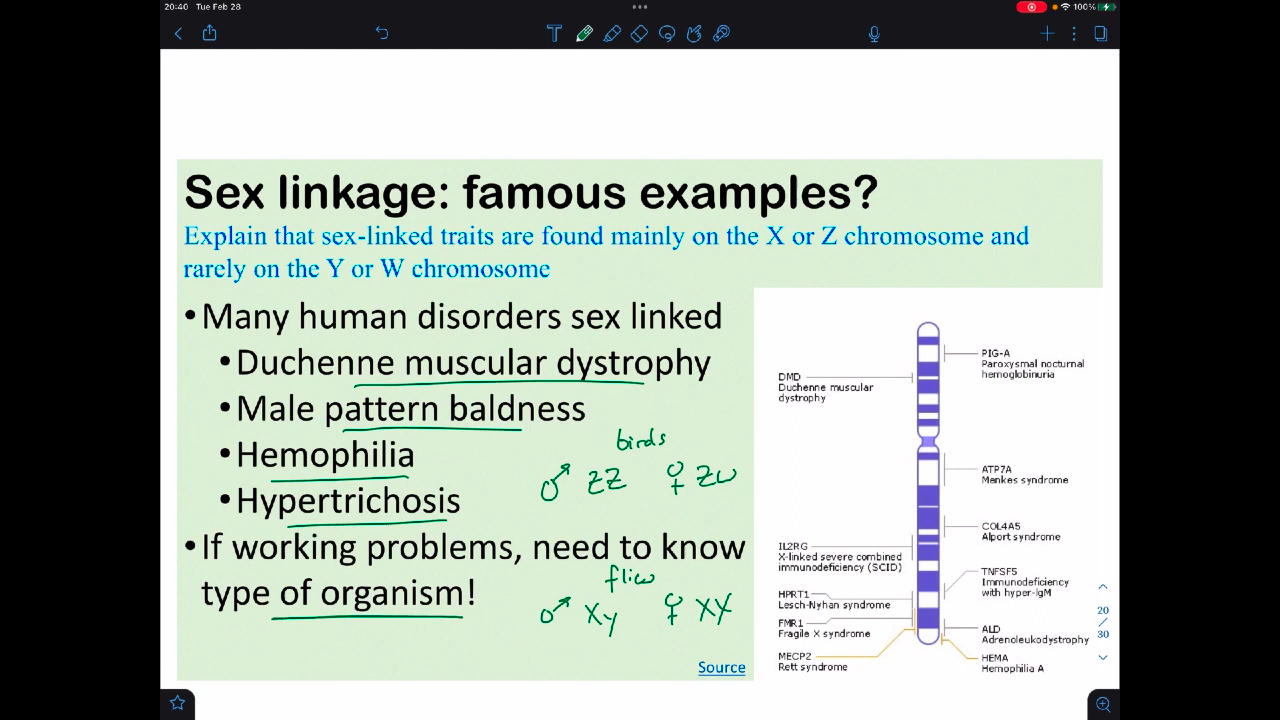 20:40 Tue Feb 28
100%
T
Sex linkage: famous examples?
Explain that sex-linked traits are found mainly on the X or Z chromosome and
rarely on the Y or W chromosome
•Many human disorders sex linked
•Duchenne muscular dystrophy
•Male pattern baldness
•Hemophilia
•Hypertrichosis
birds
♂ ZZ ♀ Zw
•If working problems, need to know
type of organism!
flies
♂ Xy ♀ XX
Source
DMD
Duchenne muscular
dystrophy
IL2RG
X-linked severe combined
immunodeficiency (SCID)
HPRT1
Lesch-Nyhan syndrome
FMR1
Fragile X syndrome
MECP2
Rett syndrome
PIG-A
Paroxysmal nocturnal
hemoglobinuria
ATP7A
Menkes syndrome
COL4A5
Alport syndrome
TNFSF5
Immunodeficiency
with hyper-IgM
ALD
Adrenoleukodystrophy
HEMA
Hemophilia A
20
/
30